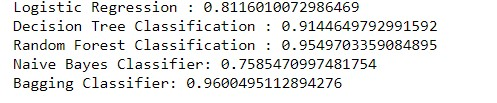 Logistic Regression : 0.8116010072986469
Decision Tree Classification : 0.9144649792991592
Random Forest Classification : 0.9549703359084895
Naive Bayes Classifier: 0.7585470997481754
Bagging Classifier: 0.9600495112894276